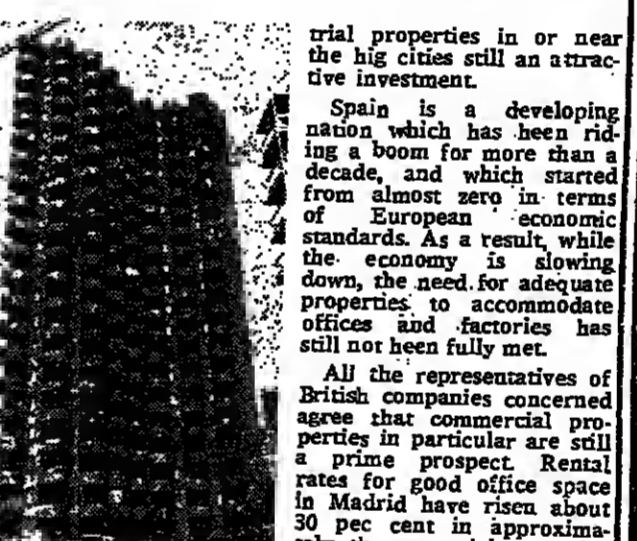 trial properties in or near
the hig cities still an attrac-
tive investment.
Spain is a developing
nation which has been rid-
ing a boom for more than a
decade, and which started
from almost zero in terms
of European economic
standards. As a result, while
the economy is slowing
down, the need for adequate
properties to accommodate
offices and factories has
still not heen fully met.
All the representatives of
British companies concerned
agree that commercial pro-
perties in particular are still
a prime prospect. Rental
rates for good office space
in Madrid have risen about
30 pec cent in approxima-